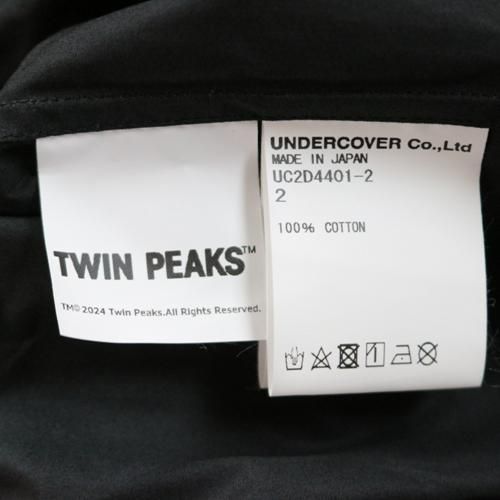 TWIN PEAKS™
TM© 2024 Twin Peaks.All Rights Reserved.
UNDERCOVER Co.,Ltd
MADE IN JAPAN
UC2D4401-2
2
100% COTTON